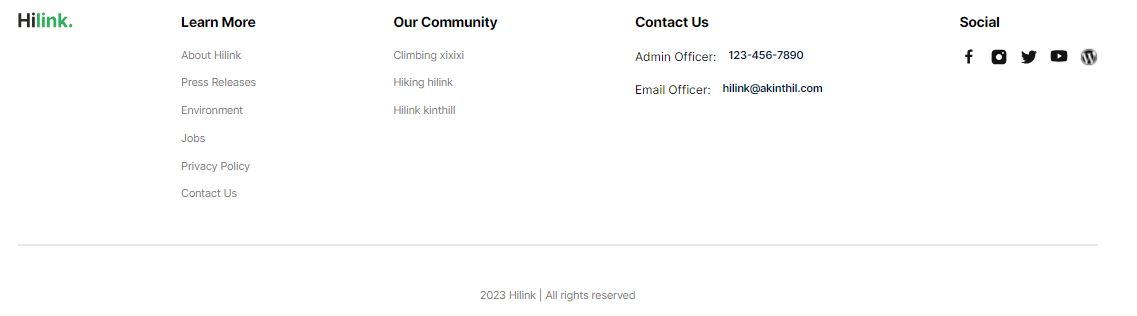 Hilink.
Learn More
About Hilink
Press Releases
Environment
Jobs
Privacy Policy
Contact Us
Our Community
Climbing xixixi
Hiking hilink
Hilink kinthill
Contact Us
Admin Officer: 123-456-7890
Email Officer: hilink@akinthil.com
Social
2023 Hilink | All rights reserved